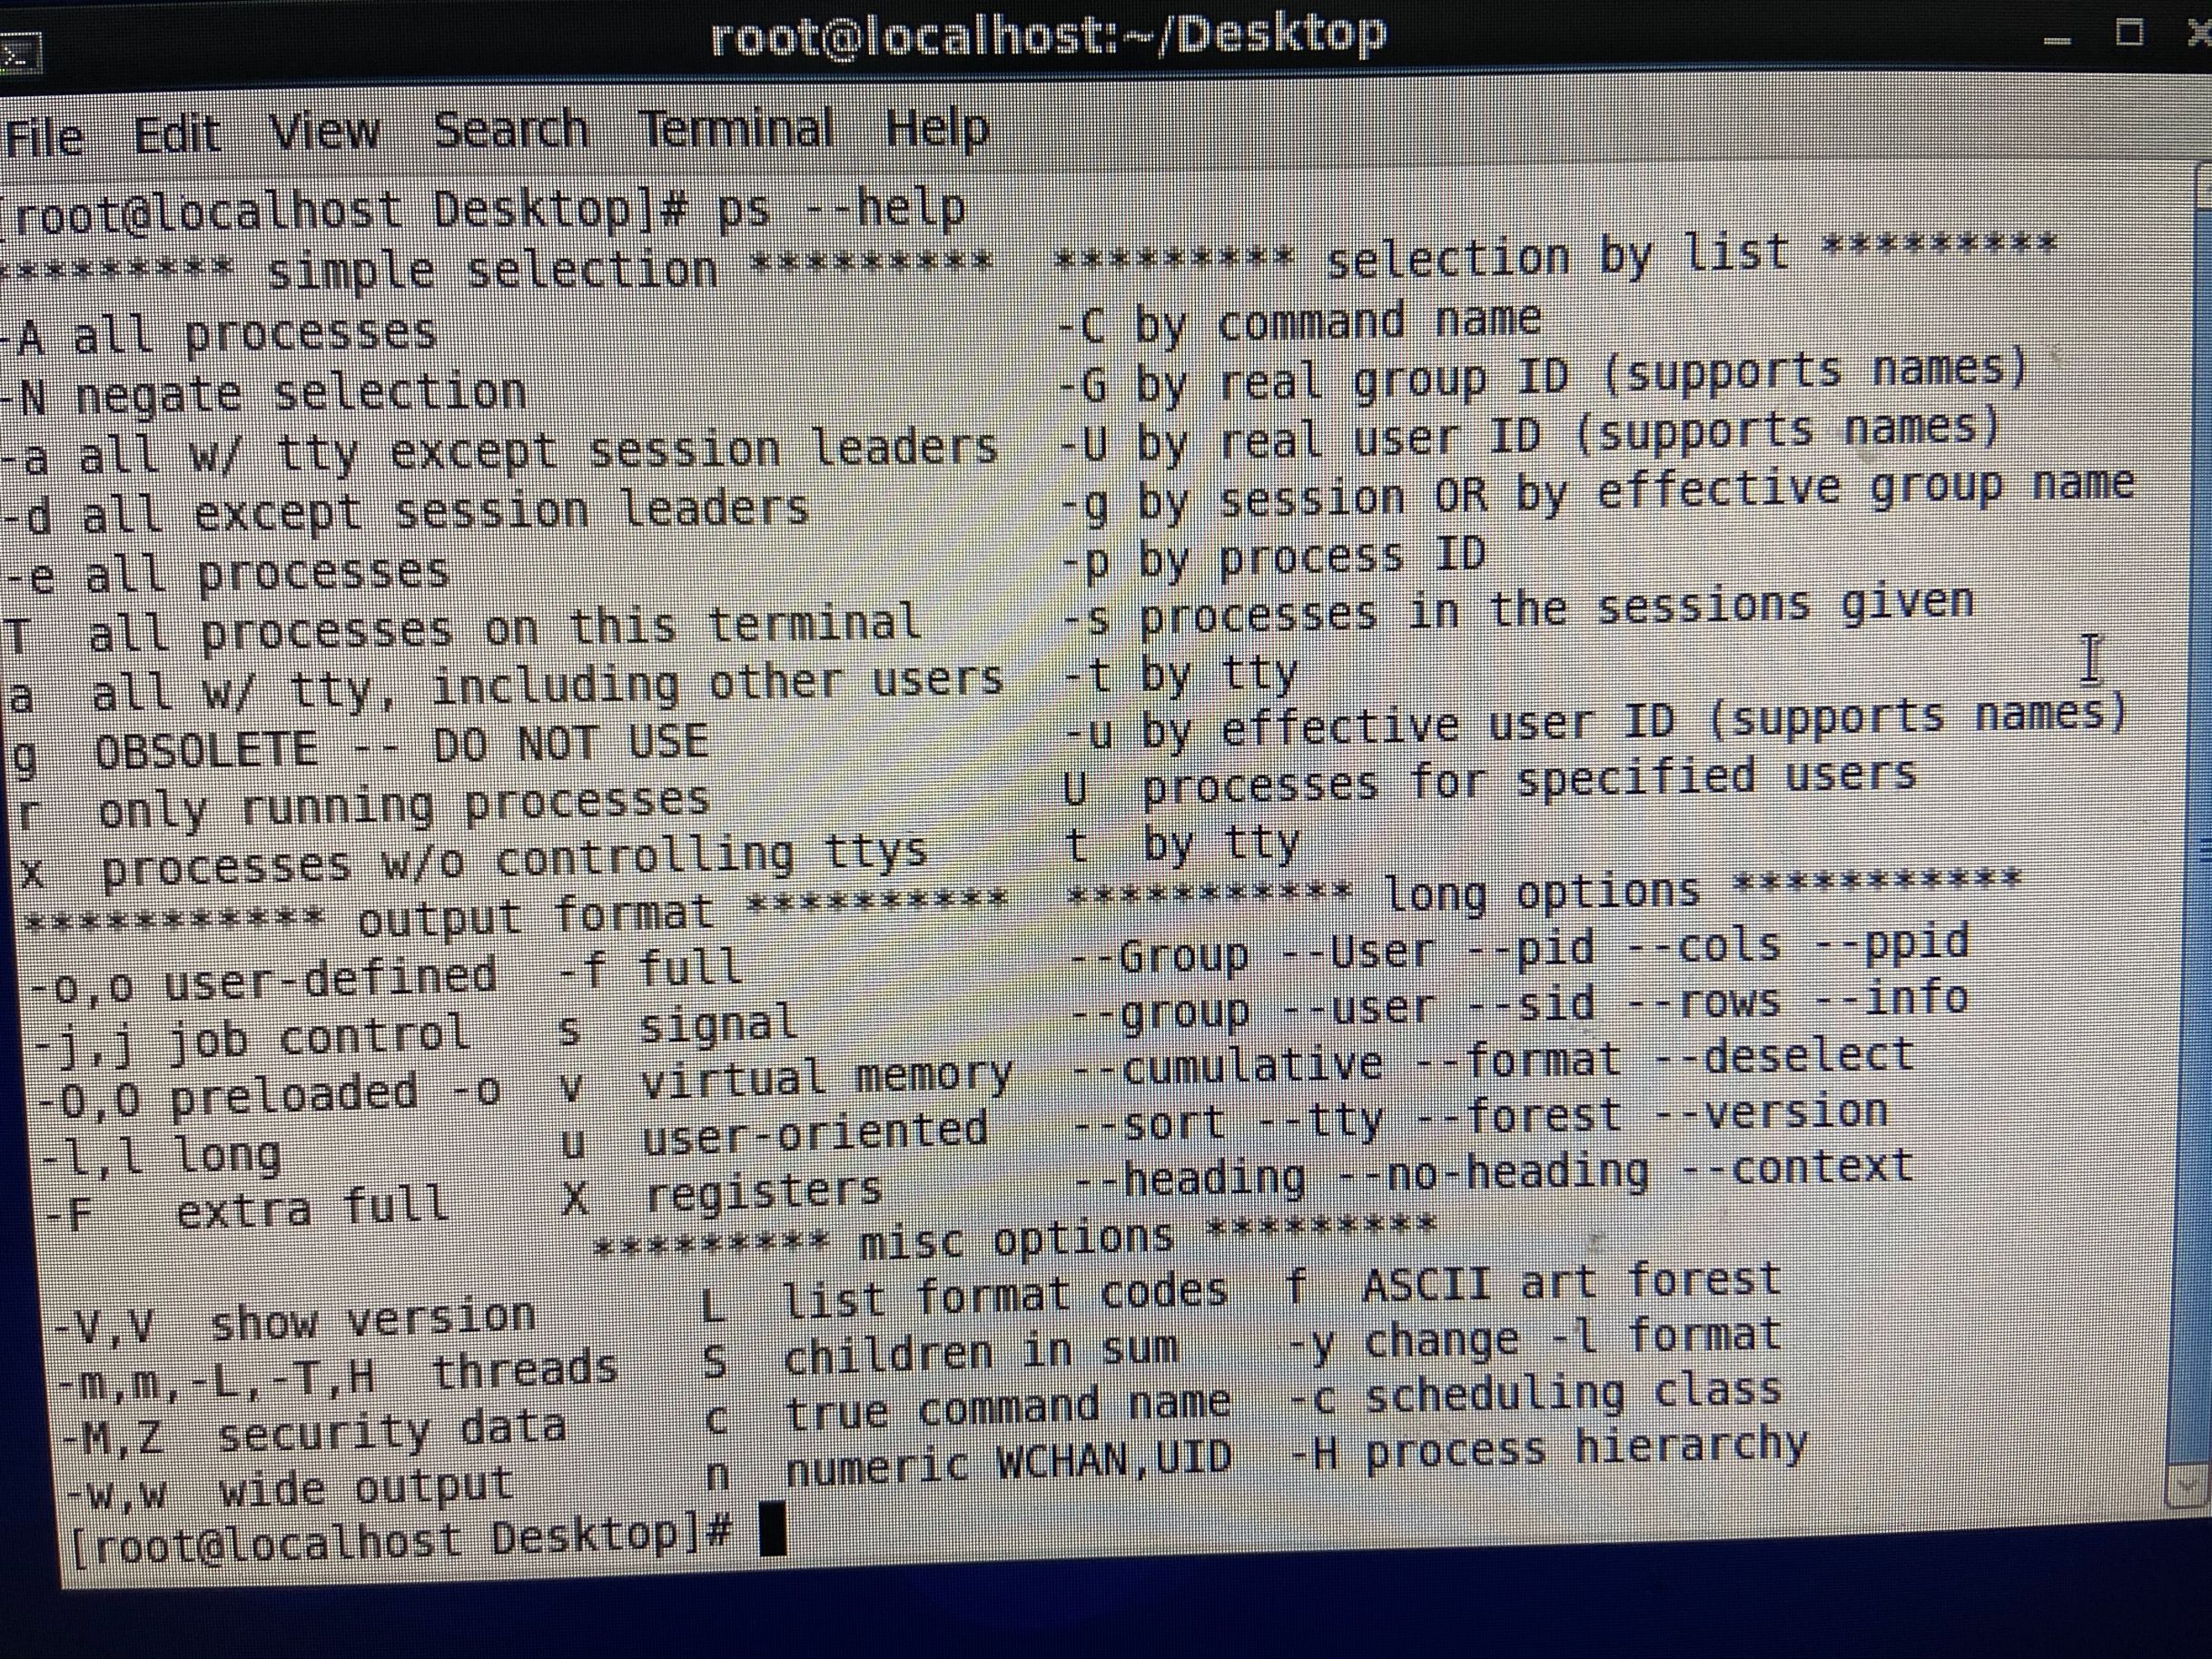 root@localhost:~/Desktop
File Edit View Search Terminal Help
[root@localhost Desktop]# ps --help
********* simple selection *********  ********* selection by list *********
-A all processes                      -C by command name
-N negate selection                   -G by real group ID (supports names)
-a all w/ tty except session leaders  -U by real user ID (supports names)
-d all except session leaders         -g by session OR by effective group name
-e all processes                      -p by process ID
T  all processes on this terminal     -s processes in the sessions given
a  all w/ tty, including other users  -t by tty
g  OBSOLETE -- DO NOT USE             -u by effective user ID (supports names)
r  only running processes             U  processes for specified users
x  processes w/o controlling ttys     t  by tty
*********** output format **********  *********** long options ***********
-o,o user-defined  -f full            --Group --User --pid --cols --ppid
-j,j job control   s  signal          --group --user --sid --rows --info
-O,O preloaded -o  v  virtual memory  --cumulative --format --deselect
-l,l long          u  user-oriented   --sort --tty --forest --version
-F   extra full    X  registers       --heading --no-heading --context
                    ********* misc options *********
-V,V  show version      L  list format codes  f  ASCII art forest
-m,m,-L,-T,H  threads   S  children in sum    -y change -l format
-M,Z  security data     c  true command name  -c scheduling class
-w,w  wide output       n  numeric WCHAN,UID  -H process hierarchy
[root@localhost Desktop]#